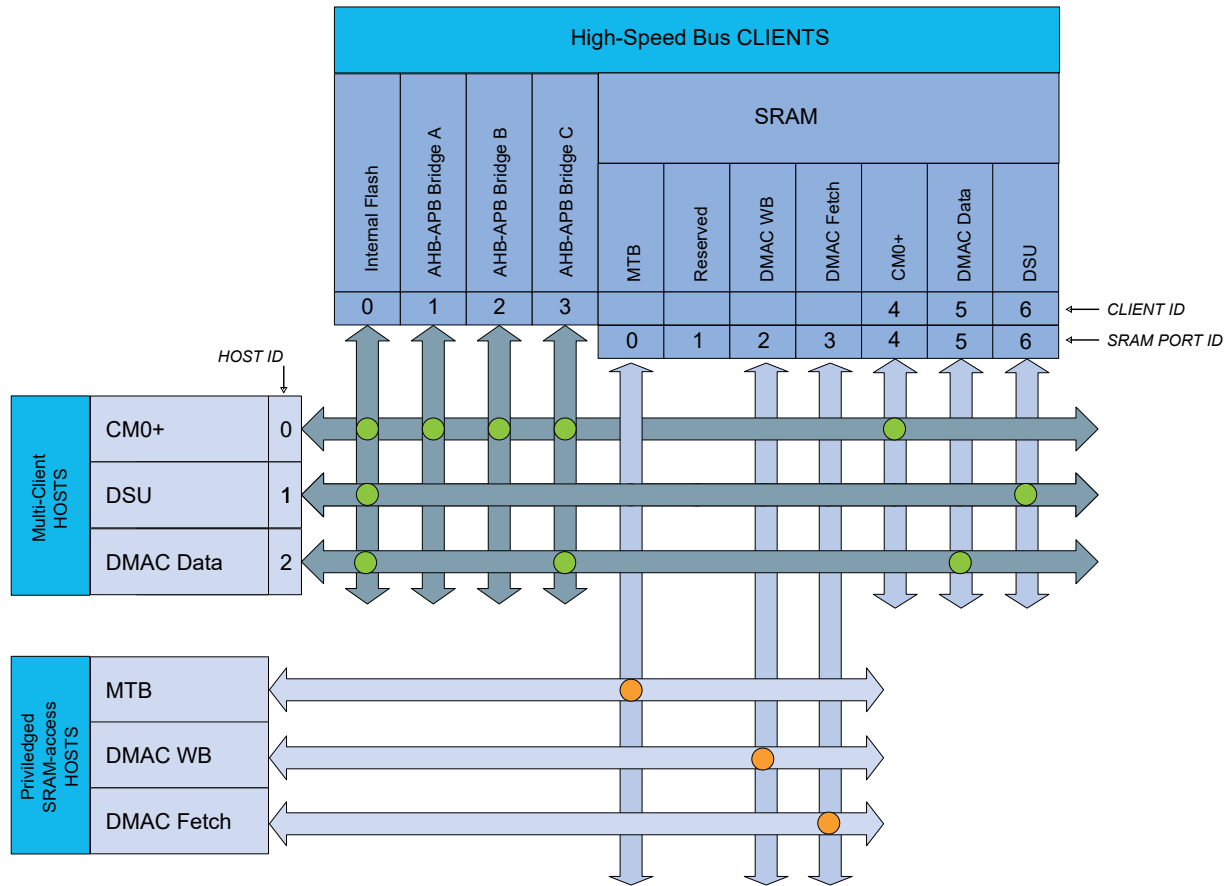 High-Speed Bus CLIENTS
SRAM
Internal Flash
AHB-APB Bridge A
AHB-APB Bridge B
AHB-APB Bridge C
MTB
Reserved
DMAC WB
DMAC Fetch
CM0+
DMAC Data
DSU
0 1 2 3 4 5 6 CLIENT ID
0 1 2 3 4 5 6 SRAM PORT ID
HOST ID
Multi-Client
HOSTS
CM0+ 0
DSU 1
DMAC Data 2
Priviledged
SRAM-access
HOSTS
MTB
DMAC WB
DMAC Fetch